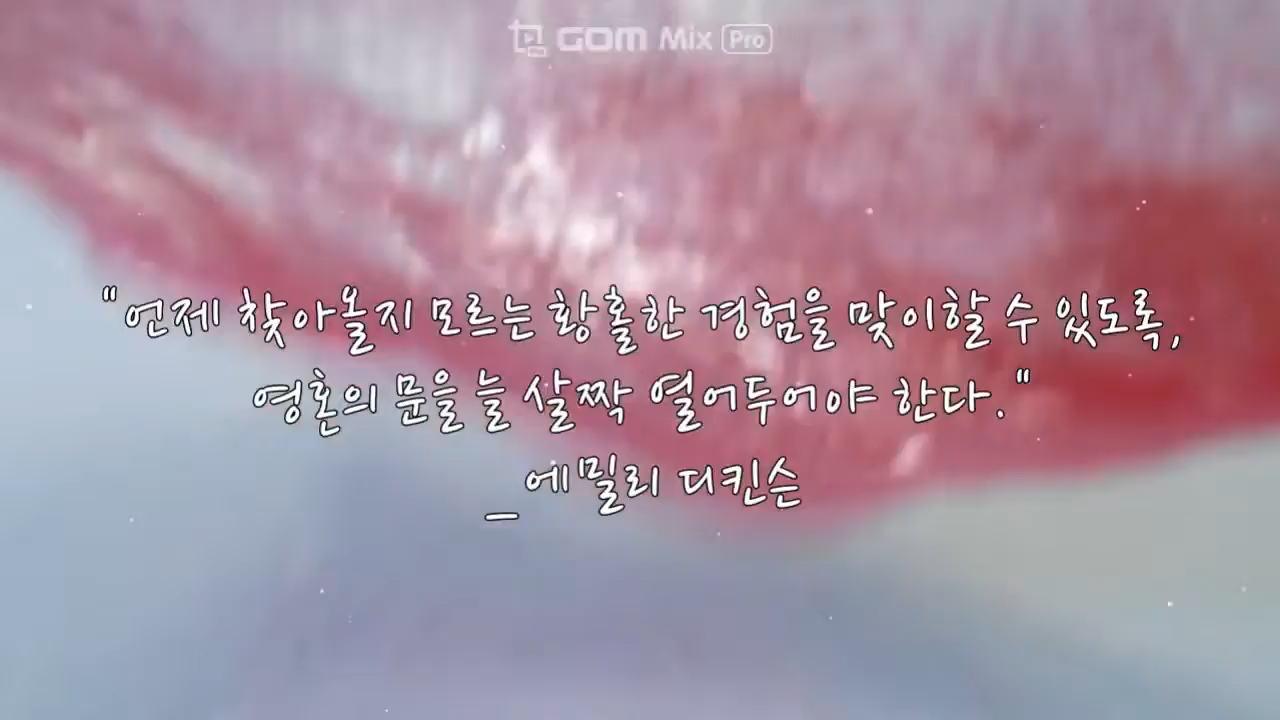 GOM Mix Pro
"언제 찾아올지 모르는 황홀한 경험을 맞이할 수 있도록,
영혼의 문을 늘 살짝 열어두어야 한다."
_ 에밀리 디킨슨